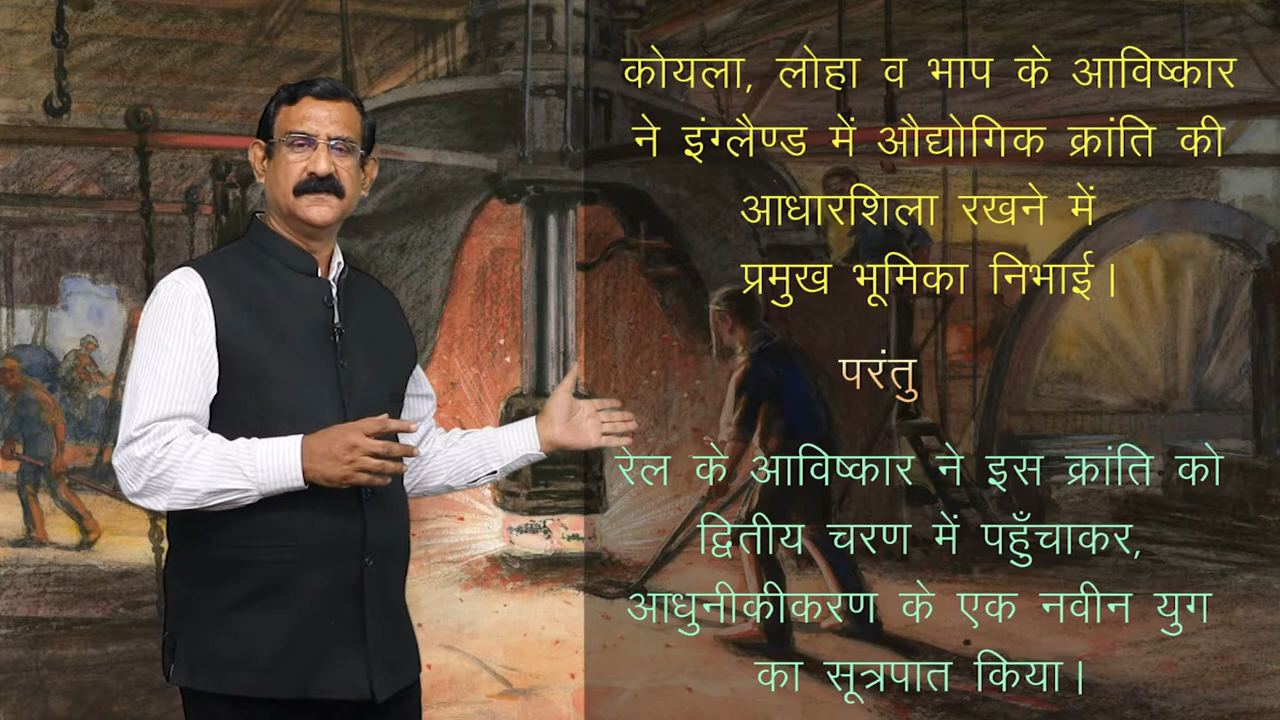 कोयला, लोहा व भाप के आविष्कार
ने इंग्लैण्ड में औद्योगिक क्रांति की
आधारशिला रखने में
प्रमुख भूमिका निभाई।
परंतु
रेल के आविष्कार ने इस क्रांति को
द्वितीय चरण में पहुँचाकर,
आधुनीकीकरण के एक नवीन युग
का सूत्रपात किया।